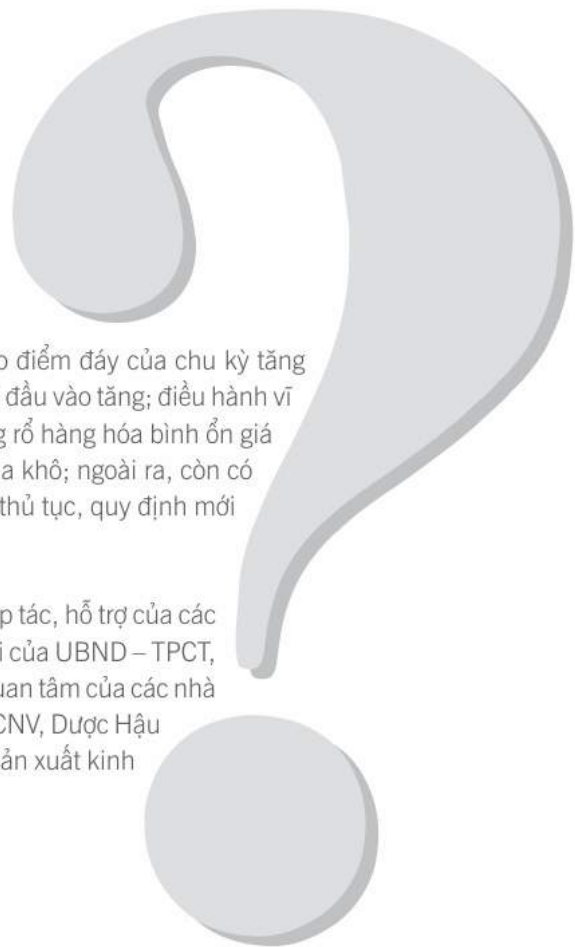 điểm đáy của chu kỳ tăng
đầu vào tăng; điều hành vĩ
rổ hàng hóa bình ổn giá
khô; ngoài ra, còn có
thủ tục, quy định mới
tác, hỗ trợ của các
của UBND – TPCT,
tâm của các nhà
CNV, Dược Hậu
xuất kinh